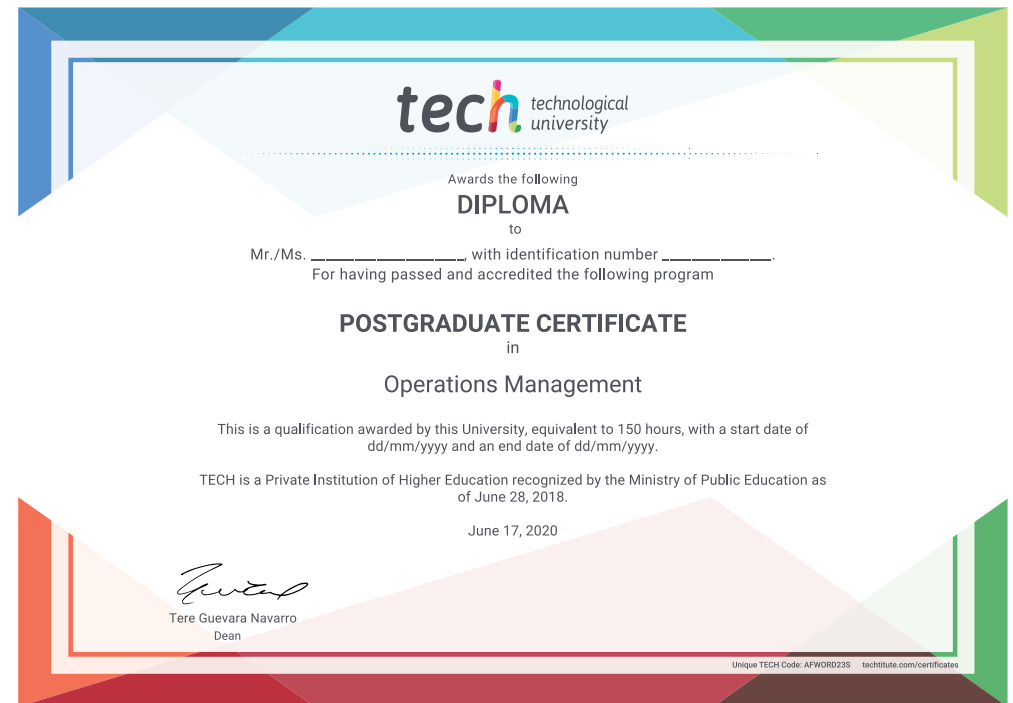 tech technological
university
Awards the following
DIPLOMA
to
Mr./Ms. ______________, with identification number __________.
For having passed and accredited the following program
POSTGRADUATE CERTIFICATE
in
Operations Management
This is a qualification awarded by this University, equivalent to 150 hours, with a start date of
dd/mm/yyyy and an end date of dd/mm/yyyy.
TECH is a Private Institution of Higher Education recognized by the Ministry of Public Education as
of June 28, 2018.
June 17, 2020
Tere Guevara Navarro
Dean
Unique TECH Code: AFWORD23S techtitute.com/certificates